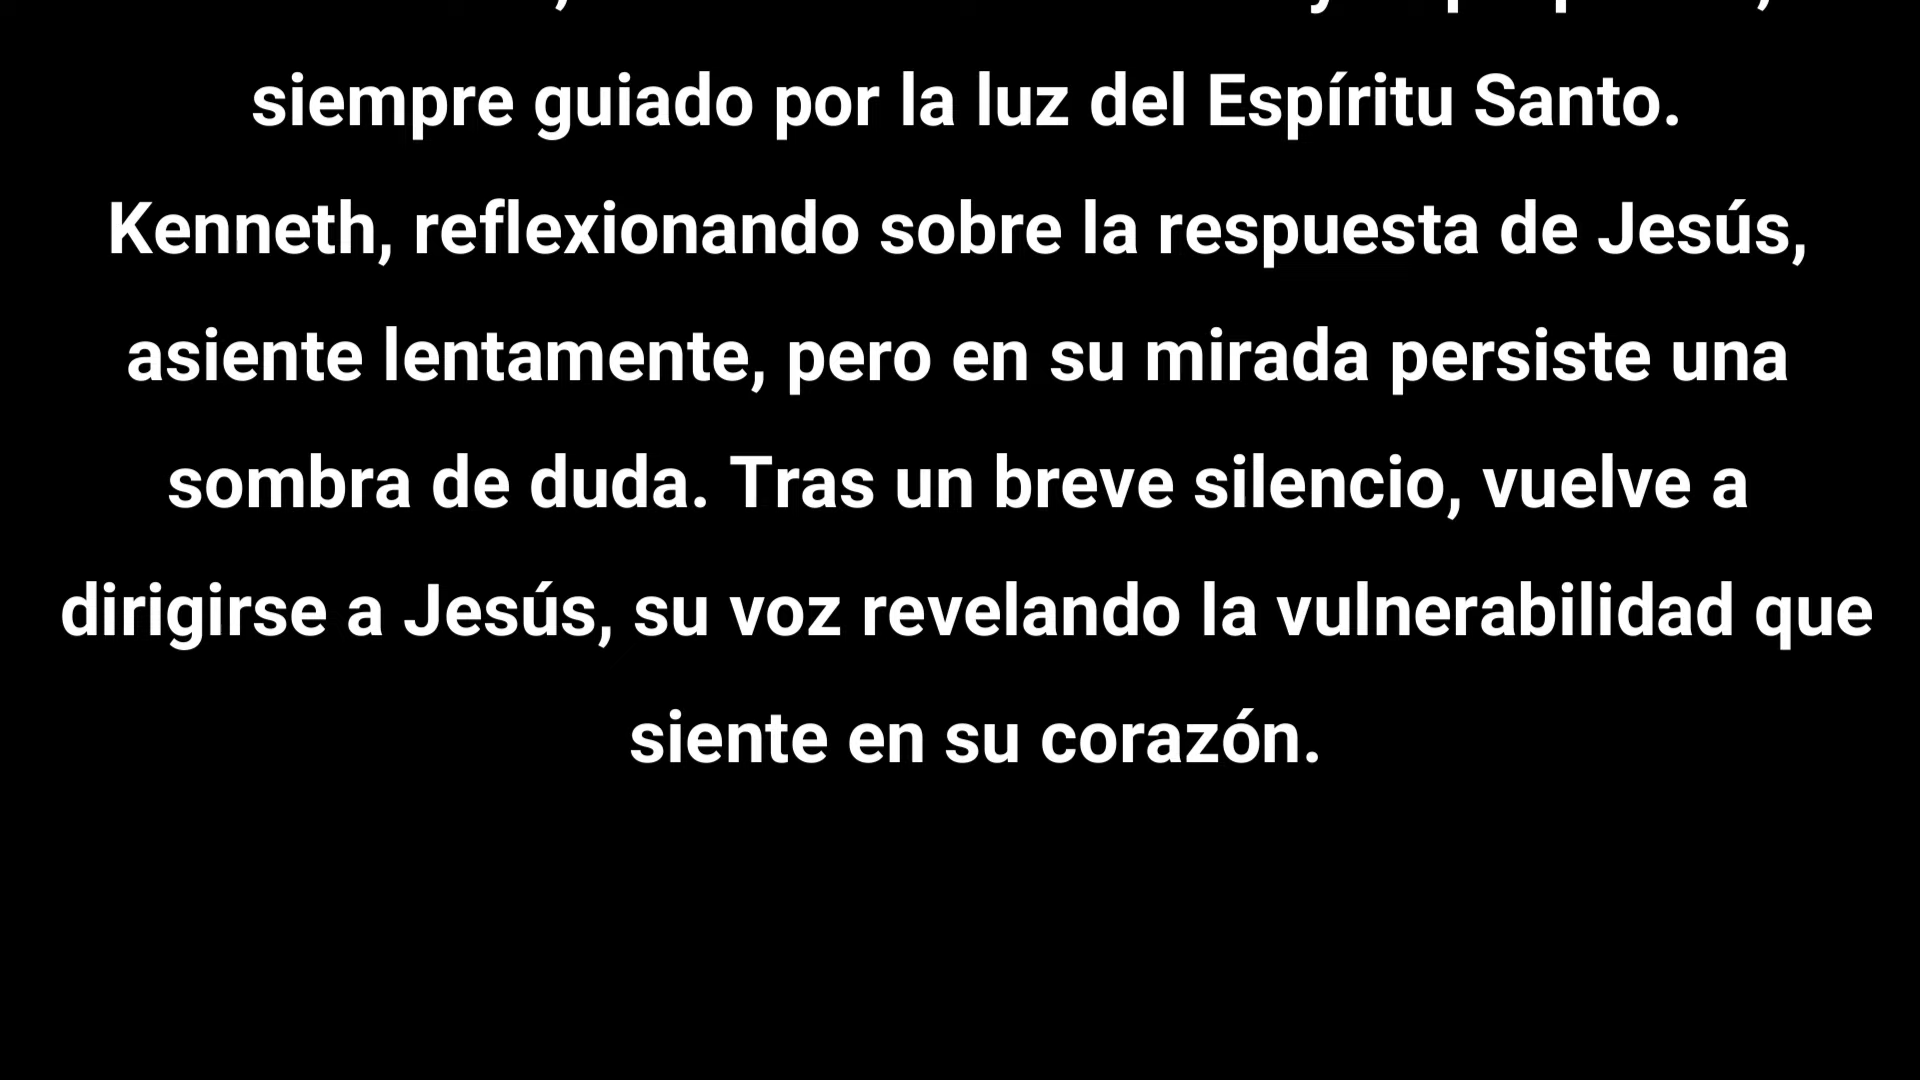 siempre guiado por la luz del Espíritu Santo.
Kenneth, reflexionando sobre la respuesta de Jesús,
asiente lentamente, pero en su mirada persiste una
sombra de duda. Tras un breve silencio, vuelve a
dirigirse a Jesús, su voz revelando la vulnerabilidad que
siente en su corazón.